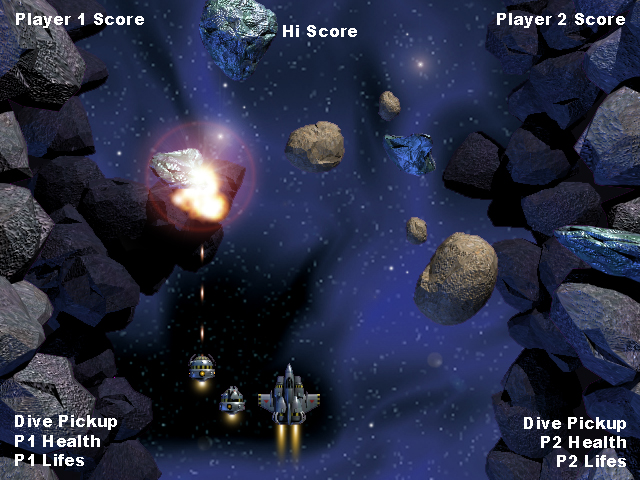 Player 1 Score
Hi Score
Player 2 Score
Dive Pickup
P1 Health
P1 Lifes
Dive Pickup
P2 Health
P2 Lifes